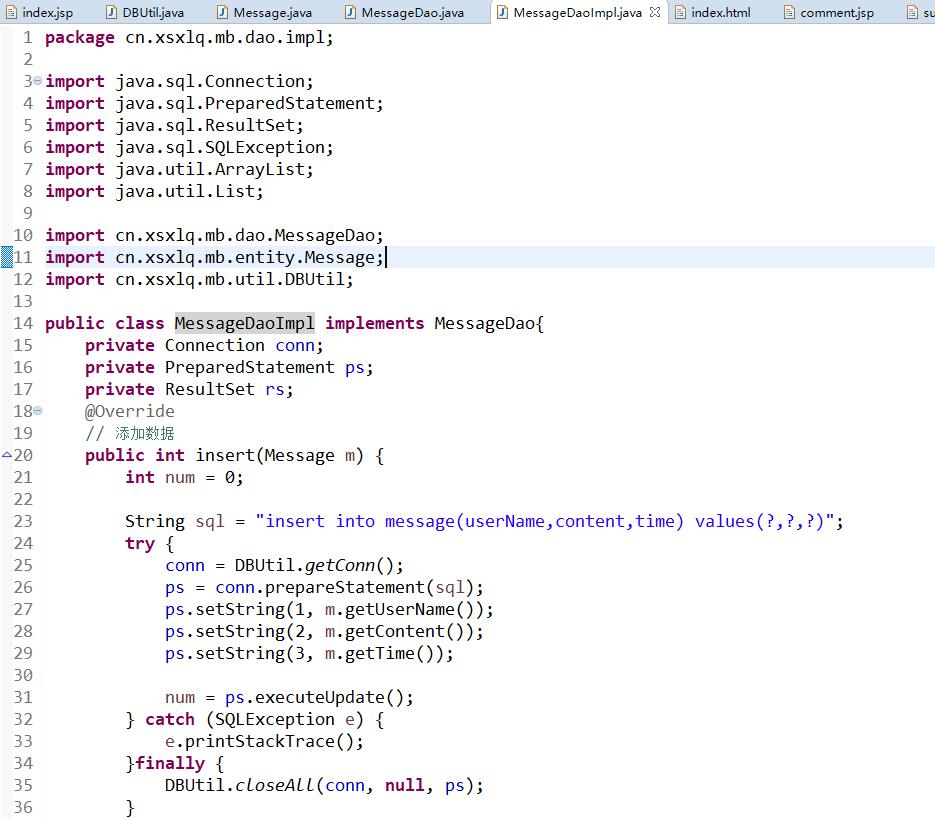 index.jsp DBUtil.java Message.java MessageDao.java MessageDaoImpl.java index.html comment.jsp su
1 package cn.xsxlq.mb.dao.impl;
2
3 import java.sql.Connection;
4 import java.sql.PreparedStatement;
5 import java.sql.ResultSet;
6 import java.sql.SQLException;
7 import java.util.ArrayList;
8 import java.util.List;
9
10 import cn.xsxlq.mb.dao.MessageDao;
11 import cn.xsxlq.mb.entity.Message;
12 import cn.xsxlq.mb.util.DBUtil;
13
14 public class MessageDaoImpl implements MessageDao{
15     private Connection conn;
16     private PreparedStatement ps;
17     private ResultSet rs;
18     @Override
19     // 添加数据
20     public int insert(Message m) {
21         int num = 0;
22
23         String sql = "insert into message(userName,content,time) values(?,?,?)";
24         try {
25             conn = DBUtil.getConn();
26             ps = conn.prepareStatement(sql);
27             ps.setString(1, m.getUserName());
28             ps.setString(2, m.getContent());
29             ps.setString(3, m.getTime());
30
31             num = ps.executeUpdate();
32         } catch (SQLException e) {
33             e.printStackTrace();
34         }finally {
35             DBUtil.closeAll(conn, null, ps);
36         }